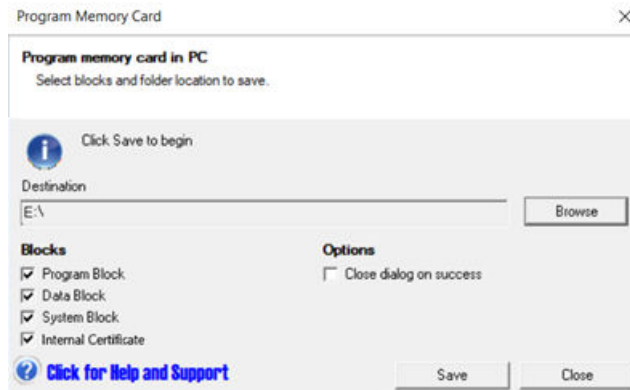 Program Memory Card
Program memory card in PC
Select blocks and folder location to save.
Click Save to begin
Destination
E:\
Browse
Blocks
Options
Program Block
Close dialog on success
Data Block
System Block
Internal Certificate
Click for Help and Support
Save
Close